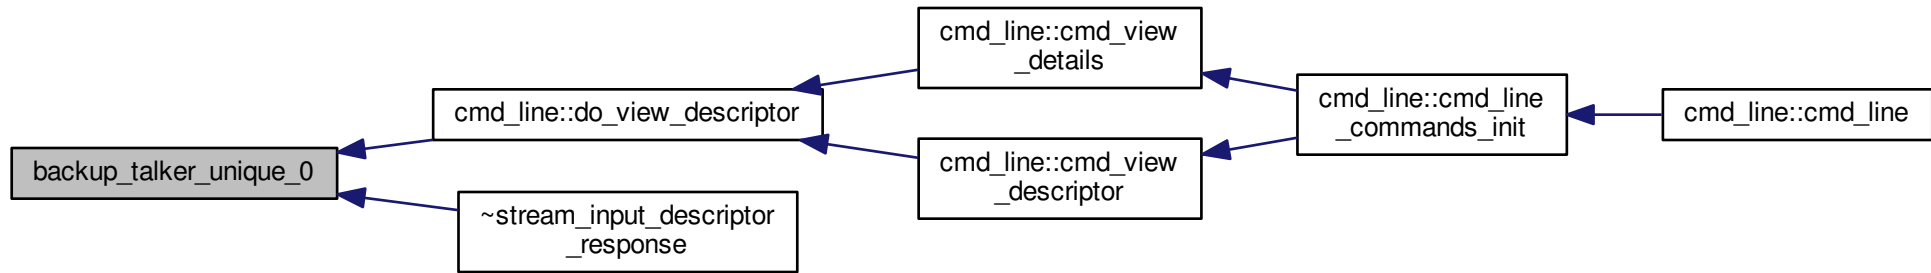 backup_talker_unique_0
cmd_line::do_view_descriptor
~stream_input_descriptor
_response
cmd_line::cmd_view
_details
cmd_line::cmd_view
_descriptor
cmd_line::cmd_line
_commands_init
cmd_line::cmd_line